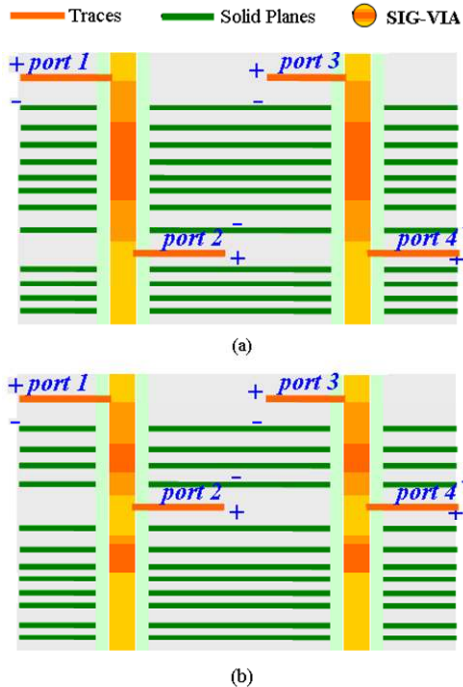 Traces Solid Planes SIG-VIA
+ port 1 + port 3
- -
- port 2 port 4
+ +
(a)
+ port 1 + port 3
- -
- port 2 port 4
+ +
(b)